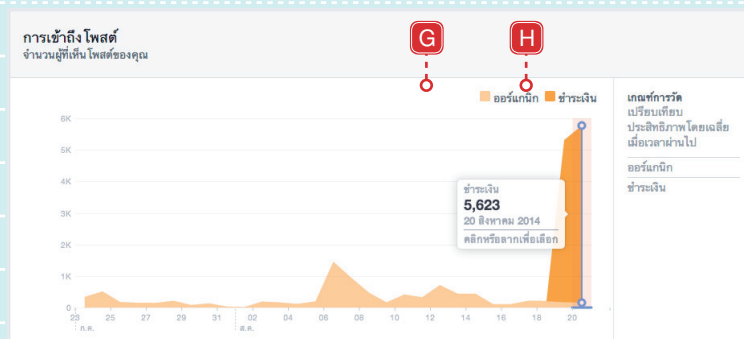 การเข้าถึงโพสต์
จำนวนผู้ที่เห็นโพสต์ของคุณ
G
H
ออร์แกนิก ชำระเงิน
เกณฑ์การวัด
เปรียบเทียบ
ประสิทธิภาพโดยเฉลี่ย
เมื่อเวลาผ่านไป
ออร์แกนิก
ชำระเงิน
6K
5K
4K
3K
2K
1K
0
ชำระเงิน
5,623
20 สิงหาคม 2014
คลิกหรือลากเพื่อเลือก
23 25 27 29 31 02 04 06 08 10 12 14 16 18 20
ก.ค. ส.ค.